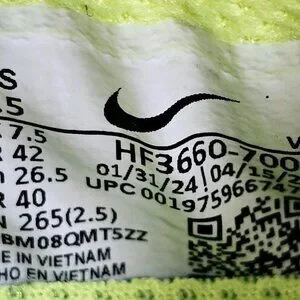 S
.5
7.5
R 42
HF3660-700
m 26.5
01/31/24 04/15/2
R 40
UPC 00197596674
N 265(2.5)
BM08QMT5ZZ
E IN VIETNAM
HO EN VIETNAM